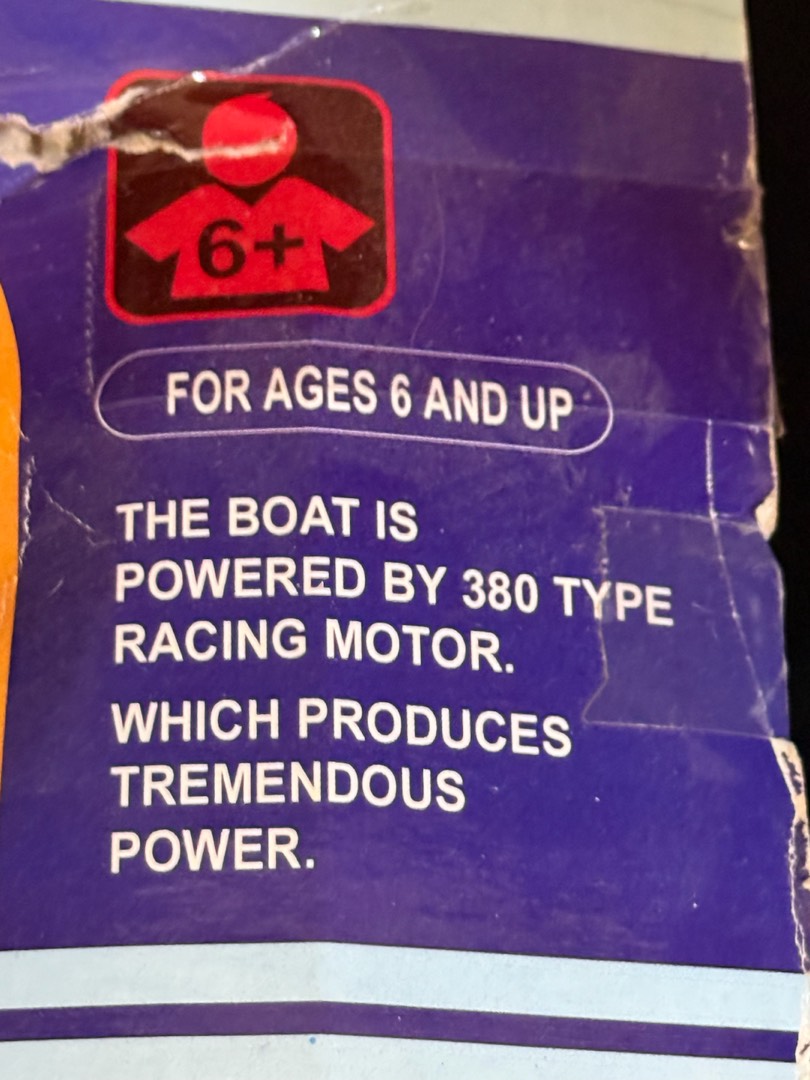 6+
FOR AGES 6 AND UP
THE BOAT IS
POWERED BY 380 TYPE
RACING MOTOR.
WHICH PRODUCES
TREMENDOUS
POWER.